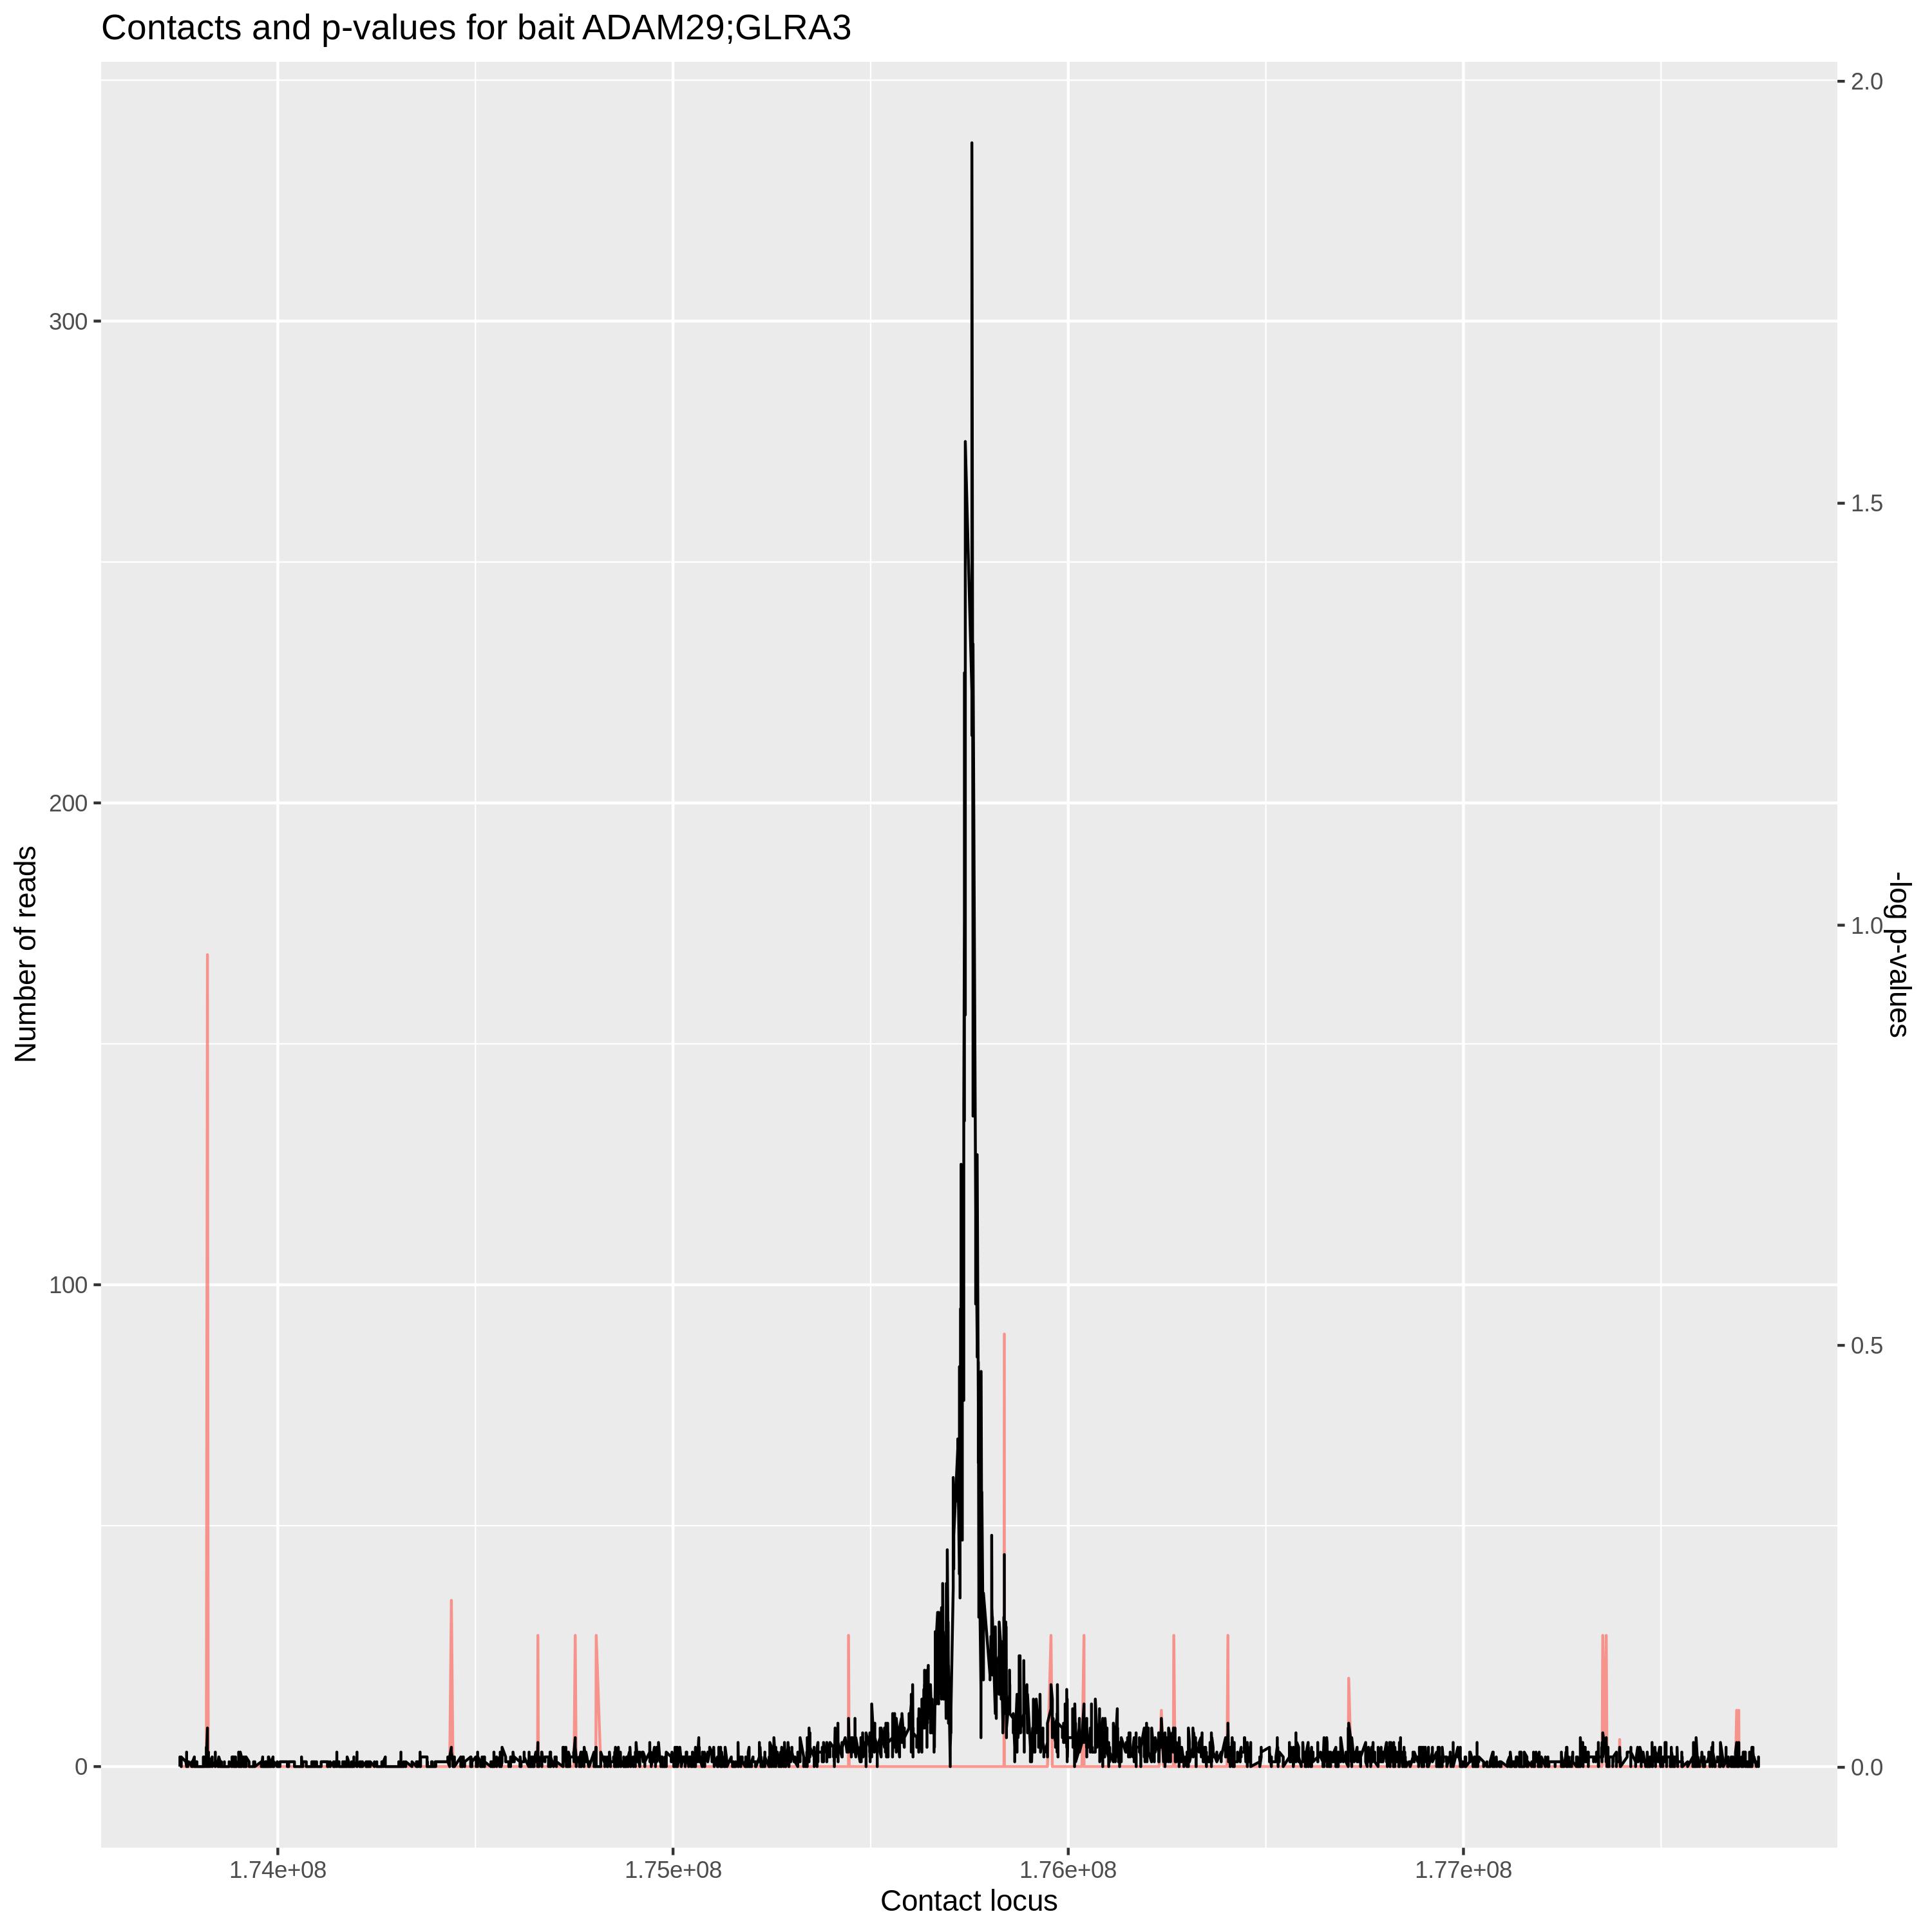 Contacts and p-values for bait ADAM29;GLRA3
2.0
1.5
1.0
0.5
0.0
-log p-values
300
200
100
0
Number of reads
1.74e+08
1.75e+08
1.76e+08
1.77e+08
Contact locus